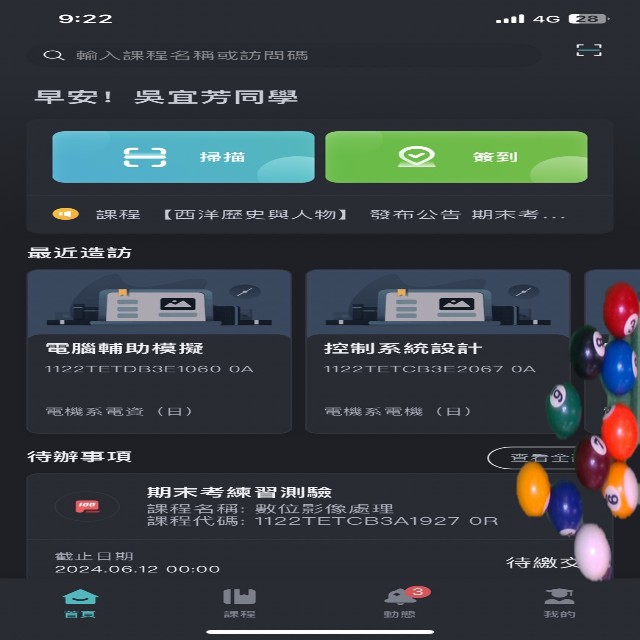 9:22
4G 28
輸入課程名稱或訪問碼
早安！吳宜芳同學
掃描
簽到
課程 【西洋歷史與人物】 發布公告 期末考...
最近造訪
電腦輔助模擬
1122TETDB3E1060 0A
電機系電資（日）
控制系統設計
1122TETCB3E2067 0A
電機系電機（日）
待辦事項
查看全
期末考練習測驗
課程名稱: 數位影像處理
課程代碼: 1122TETCB3A1927 0R
截止日期
2024.06.12 00:00
待繳交
首頁
課程
3
動態
我的